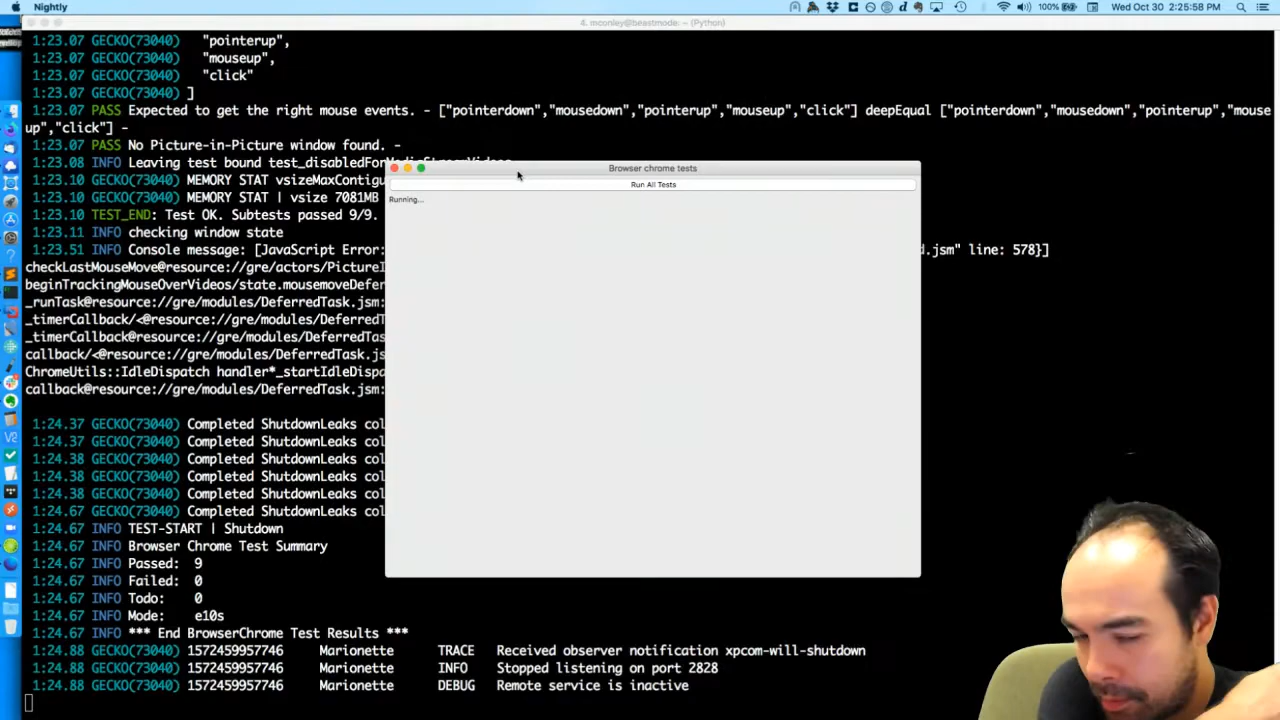 Nightly
100%
Wed Oct 30 2:25:58 PM
4. mconley@beastmode: ~ (Python)
1:23.07 GECKO(73040) "pointerup",
1:23.07 GECKO(73040) "mouseup",
1:23.07 GECKO(73040) "click"
1:23.07 GECKO(73040) ]
1:23.07 PASS Expected to get the right mouse events. - ["pointerdown","mousedown","pointerup","mouseup","click"] deepEqual ["pointerdown","mousedown","pointerup","mouse
up","click"] -
1:23.07 PASS No Picture-in-Picture window found. -
1:23.08 INFO Leaving test bound
1:23.10 GECKO(73040) MEMORY STAT vsizeMaxContigu
1:23.10 GECKO(73040) MEMORY STAT | vsize 7081MB
1:23.10 TEST_END: Test OK. Subtests passed 9/9.
1:23.11 INFO checking window state
1:23.51 INFO Console message: [JavaScript Error: d.jsm" line: 578}]
checkLastMouseMove@resource://gre/actors/PictureI
beginTrackingMouseOverVideos/state.mousemoveDefer
_runTask@resource://gre/modules/DeferredTask.jsm:
_timerCallback/<@resource://gre/modules/DeferredT
_timerCallback@resource://gre/modules/DeferredTas
callback/<@resource://gre/modules/DeferredTask.js
ChromeUtils::IdleDispatch handler*_startIdleDispa
callback@resource://gre/modules/DeferredTask.jsm:
Browser chrome tests
Run All Tests
Running...
1:24.37 GECKO(73040) Completed ShutdownLeaks col
1:24.37 GECKO(73040) Completed ShutdownLeaks col
1:24.38 GECKO(73040) Completed ShutdownLeaks col
1:24.38 GECKO(73040) Completed ShutdownLeaks col
1:24.38 GECKO(73040) Completed ShutdownLeaks col
1:24.67 GECKO(73040) Completed ShutdownLeaks col
1:24.67 INFO TEST-START | Shutdown
1:24.67 INFO Browser Chrome Test Summary
1:24.67 INFO Passed: 9
1:24.67 INFO Failed: 0
1:24.67 INFO Todo: 0
1:24.67 INFO Mode: e10s
1:24.67 INFO *** End BrowserChrome Test Results ***
1:24.88 GECKO(73040) 1572459957746 Marionette TRACE Received observer notification xpcom-will-shutdown
1:24.88 GECKO(73040) 1572459957746 Marionette INFO Stopped listening on port 2828
1:24.88 GECKO(73040) 1572459957746 Marionette DEBUG Remote service is inactive